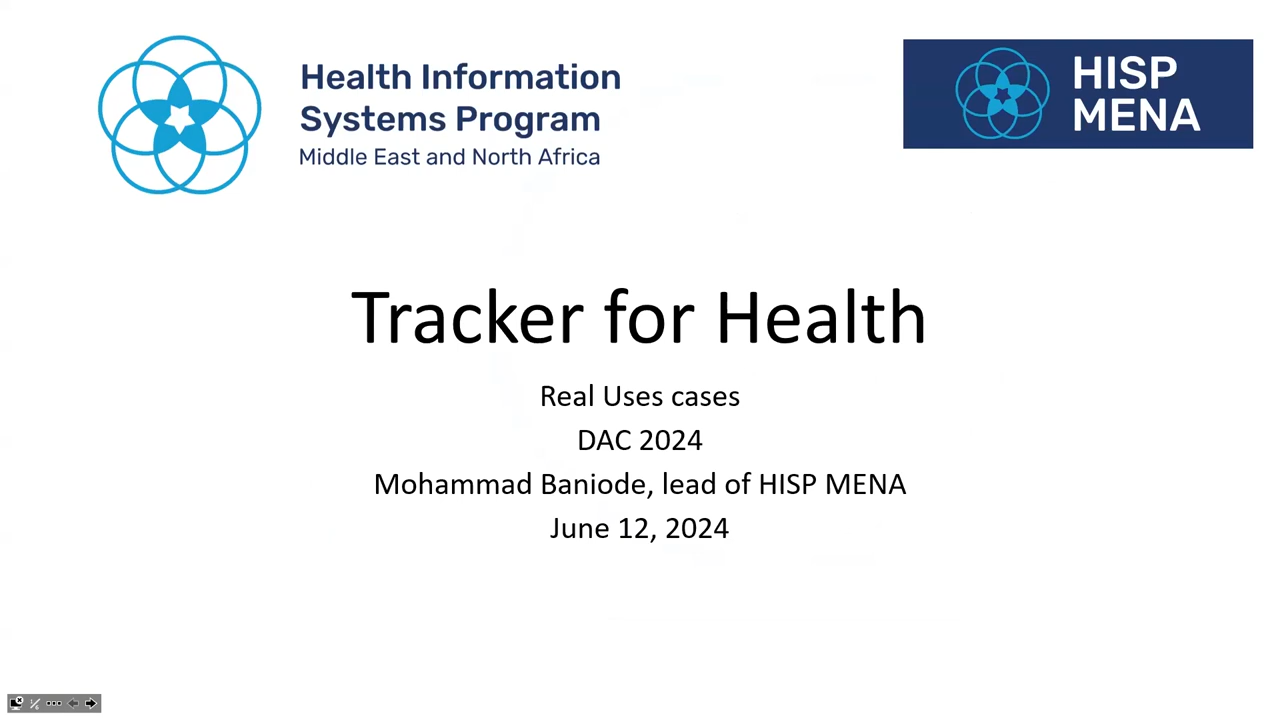 Health Information
Systems Program
Middle East and North Africa
HISP
MENA
Tracker for Health
Real Uses cases
DAC 2024
Mohammad Baniode, lead of HISP MENA
June 12, 2024